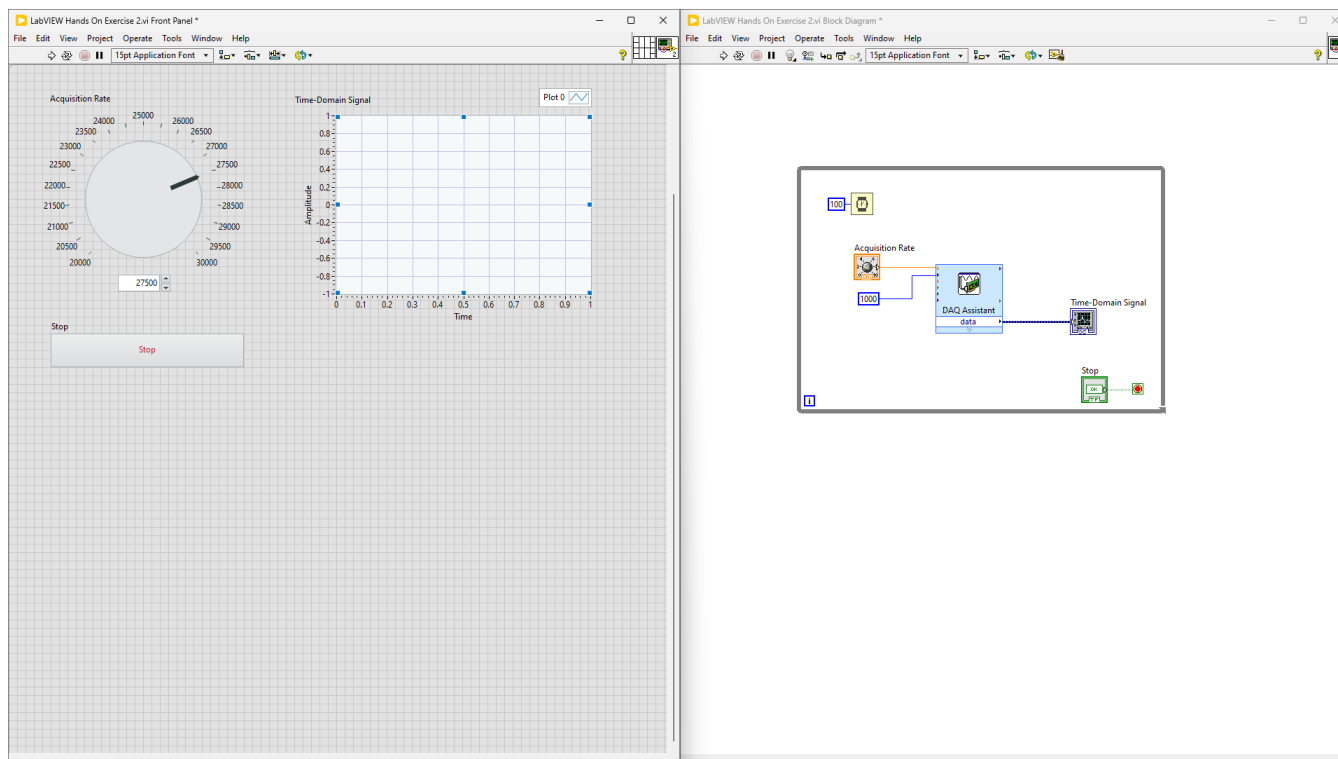 LabVIEW Hands On Exercise 2.vi Front Panel *
File Edit View Project Operate Tools Window Help
15pt Application Font
2
Acquisition Rate
20000
20500
21000
21500
22000
22500
23000
23500
24000
25000
26000
26500
27000
27500
28000
28500
29000
29500
30000
27500
Time-Domain Signal
Plot 0
Amplitude
1
0.8
0.6
0.4
0.2
0
-0.2
-0.4
-0.6
-0.8
-1
0 0.1 0.2 0.3 0.4 0.5 0.6 0.7 0.8 0.9 1
Time
Stop
Stop
LabVIEW Hands On Exercise 2.vi Block Diagram *
File Edit View Project Operate Tools Window Help
15pt Application Font
100
Acquisition Rate
1000
DAQ Assistant
data
Time-Domain Signal
Stop
OK
TF
i